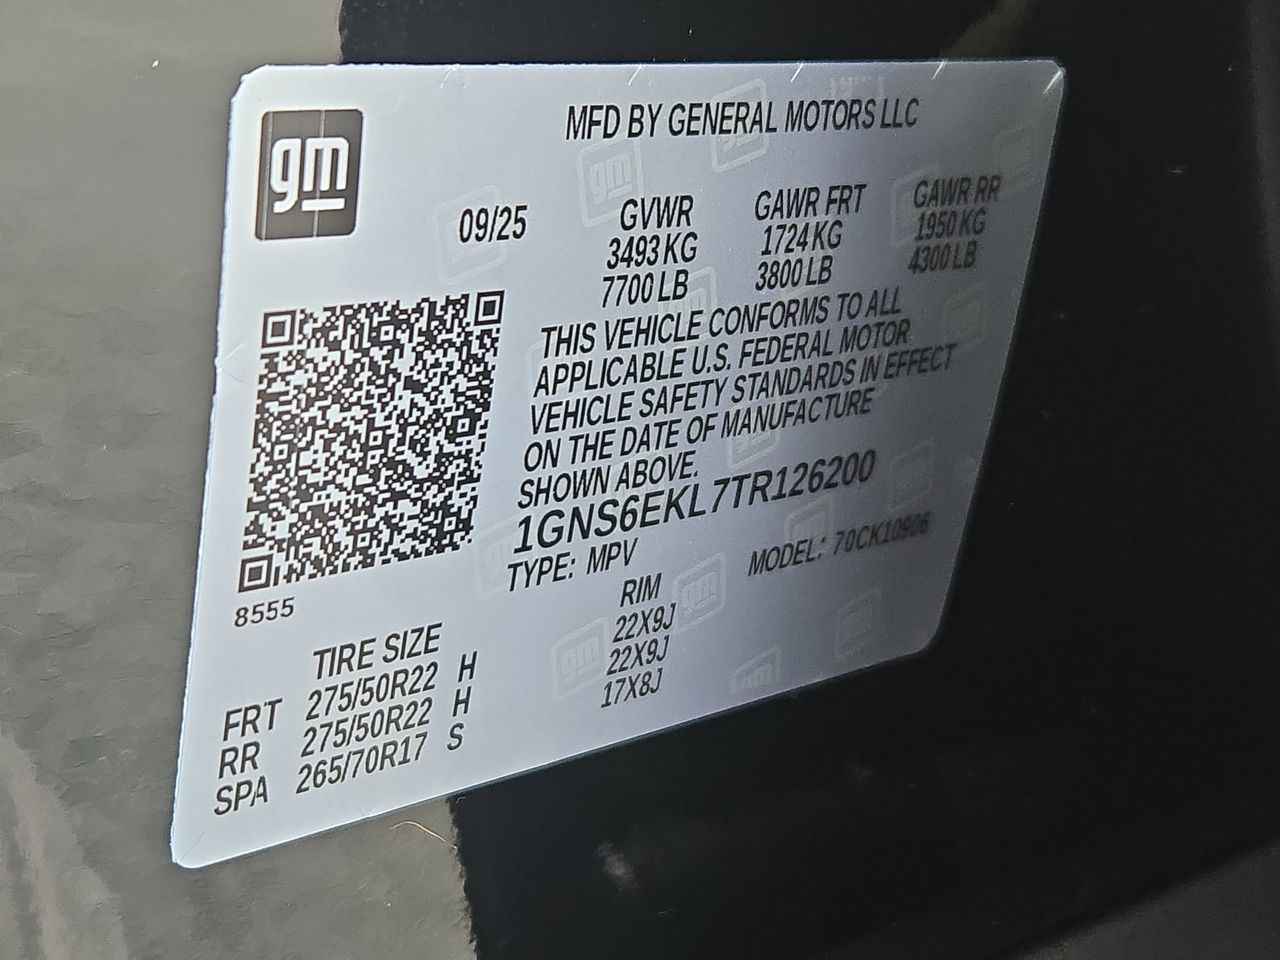 gm
MFD BY GENERAL MOTORS LLC
09/25 GVWR GAWR FRT GAWR RR
3493 KG 1724 KG 1950 KG
7700 LB 3800 LB 4300 LB
THIS VEHICLE CONFORMS TO ALL
APPLICABLE U.S. FEDERAL MOTOR
VEHICLE SAFETY STANDARDS IN EFFECT
ON THE DATE OF MANUFACTURE
SHOWN ABOVE.
1GNS6EKL7TR126200
TYPE: MPV MODEL: 70CK10906
8555
TIRE SIZE RIM
FRT 275/50R22 H 22X9J
RR 275/50R22 H 22X9J
SPA 265/70R17 S 17X8J